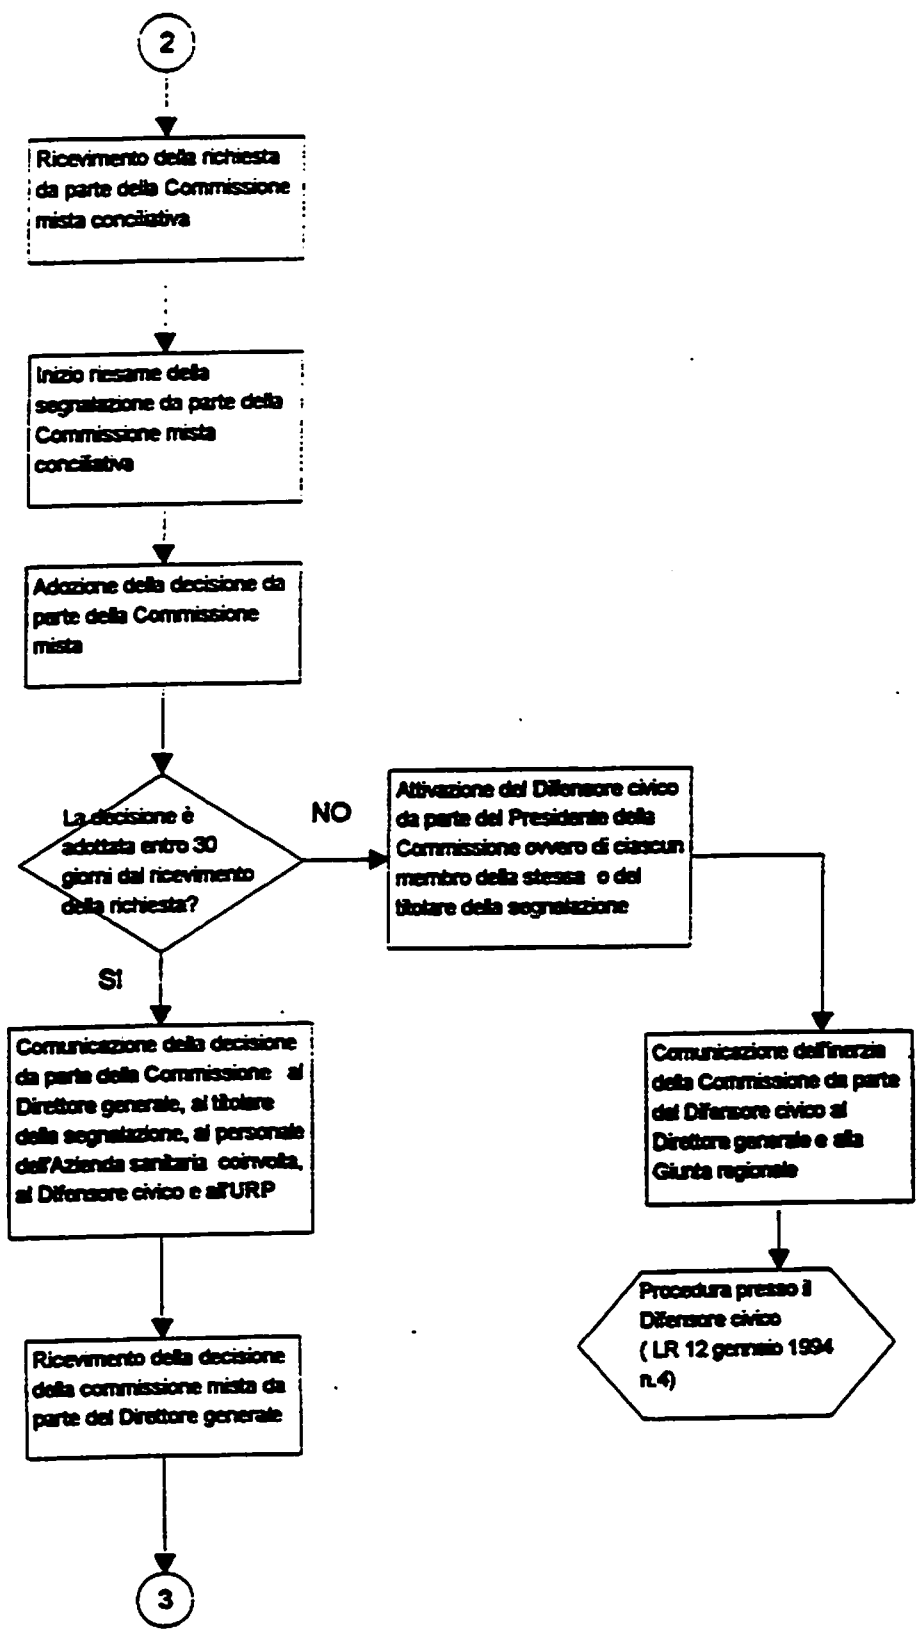 2
Ricevimento della richiesta
da parte della Commissione
mista conciliativa
Inizio riesame della
segnalazione da parte della
Commissione mista
conciliativa
Adozione della decisione da
parte della Commissione
mista
La decisione è
adottata entro 30
giorni dal ricevimento
della richiesta?
NO
Attivazione del Difensore civico
da parte del Presidente della
Commissione ovvero di ciascun
membro della stessa o del
titolare della segnalazione
SI
Comunicazione della decisione
da parte della Commissione al
Direttore generale, al titolare
della segnalazione, al personale
dell'Azienda sanitaria coinvolta,
al Difensore civico e all'URP
Comunicazione dell'inerzia
della Commissione da parte
del Difensore civico al
Direttore generale e alla
Giunta regionale
Procedura presso il
Difensore civico
( LR 12 gennaio 1994
n.4)
Ricevimento della decisione
della commissione mista da
parte del Direttore generale
3